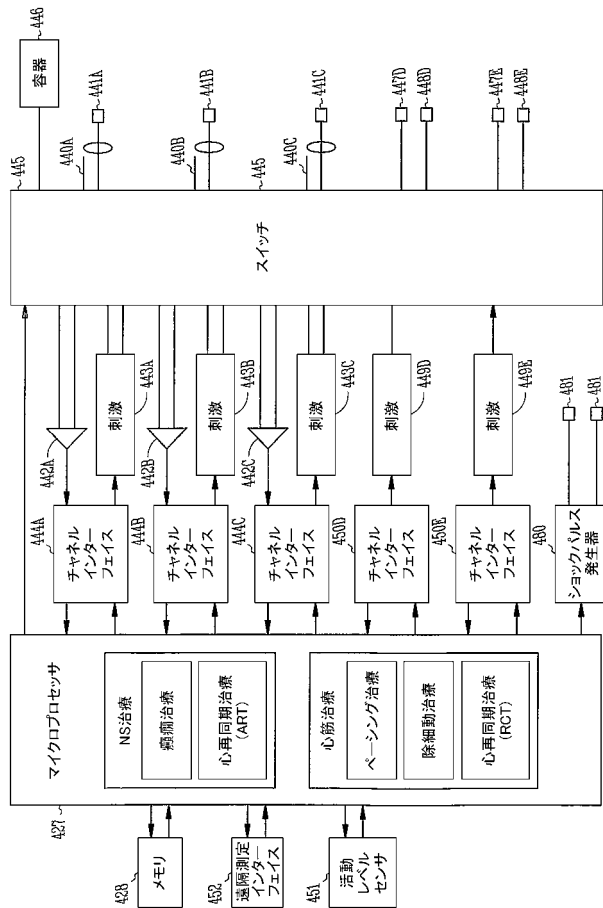 容器
446
445
440A
441A
440B
441B
445
440C
441C
447D
448D
447E
448E
スイッチ
442A
443A
刺激
442B
443B
刺激
442C
443C
刺激
449D
刺激
449E
刺激
481
481
444A
チャネル
インター
フェイス
444B
チャネル
インター
フェイス
444C
チャネル
インター
フェイス
450D
チャネル
インター
フェイス
450E
チャネル
インター
フェイス
480
ショックパルス
発生器
マイクロプロセッサ
NS治療
癲癇治療
心再同期治療
(ART)
心筋治療
ペーシング治療
除細動治療
心再同期治療
(RCT)
427
428
メモリ
452
遠隔測定
インター
フェイス
451
活動
レベル
センサ